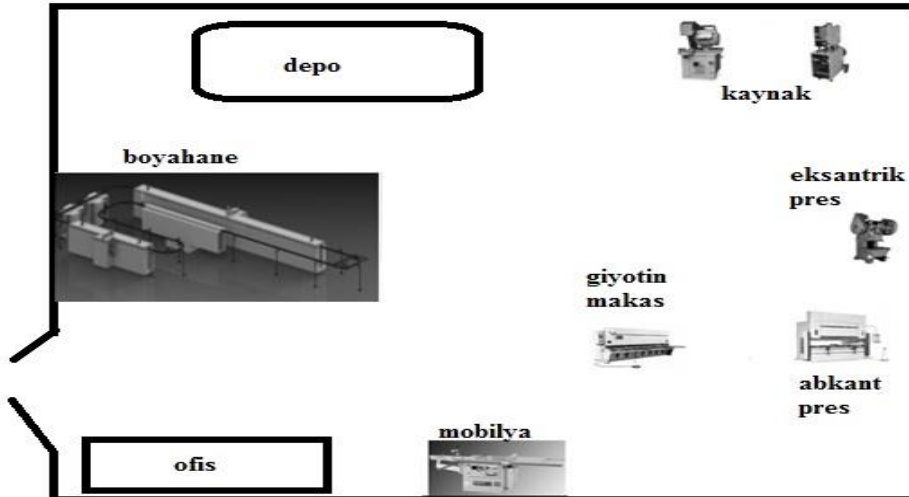 depo
kaynak
boyahane
eksantrik
pres
giyotin
makas
abkant
pres
mobilya
ofis